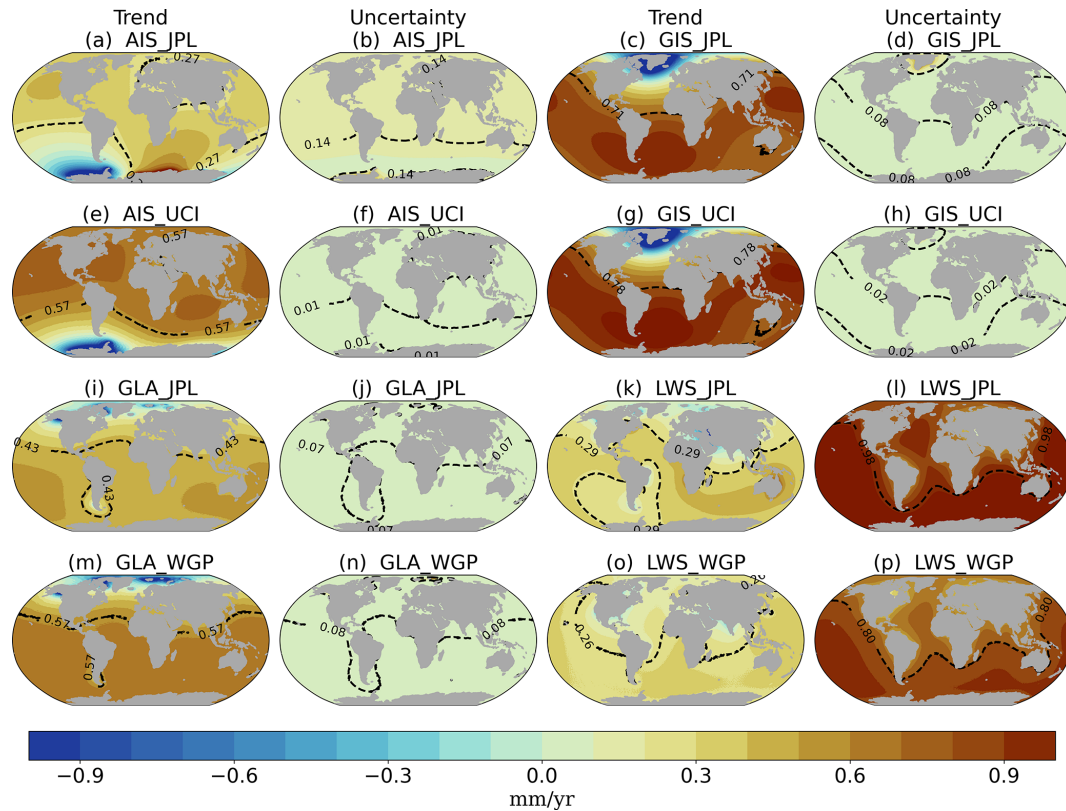 Trend Uncertainty Trend Uncertainty
(a) AIS_JPL (b) AIS_JPL (c) GIS_JPL (d) GIS_JPL
0.27 0.14 0.71 0.08
0.27 0.14 0.71 0.08
0.14 0.08 0.08
(e) AIS_UCI (f) AIS_UCI (g) GIS_UCI (h) GIS_UCI
0.57 0.01 0.78 0.02
0.57 0.57 0.01 0.78 0.02
0.01 0.01 0.02 0.02
(i) GLA_JPL (j) GLA_JPL (k) LWS_JPL (l) LWS_JPL
0.43 0.43 0.07 0.29 0.29 0.98 0.98
0.43 0.07 0.29
(m) GLA_WGP (n) GLA_WGP (o) LWS_WGP (p) LWS_WGP
0.57 0.57 0.08 0.08 0.26 0.80 0.80
0.57
−0.9 −0.6 −0.3 0.0 0.3 0.6 0.9
mm/yr